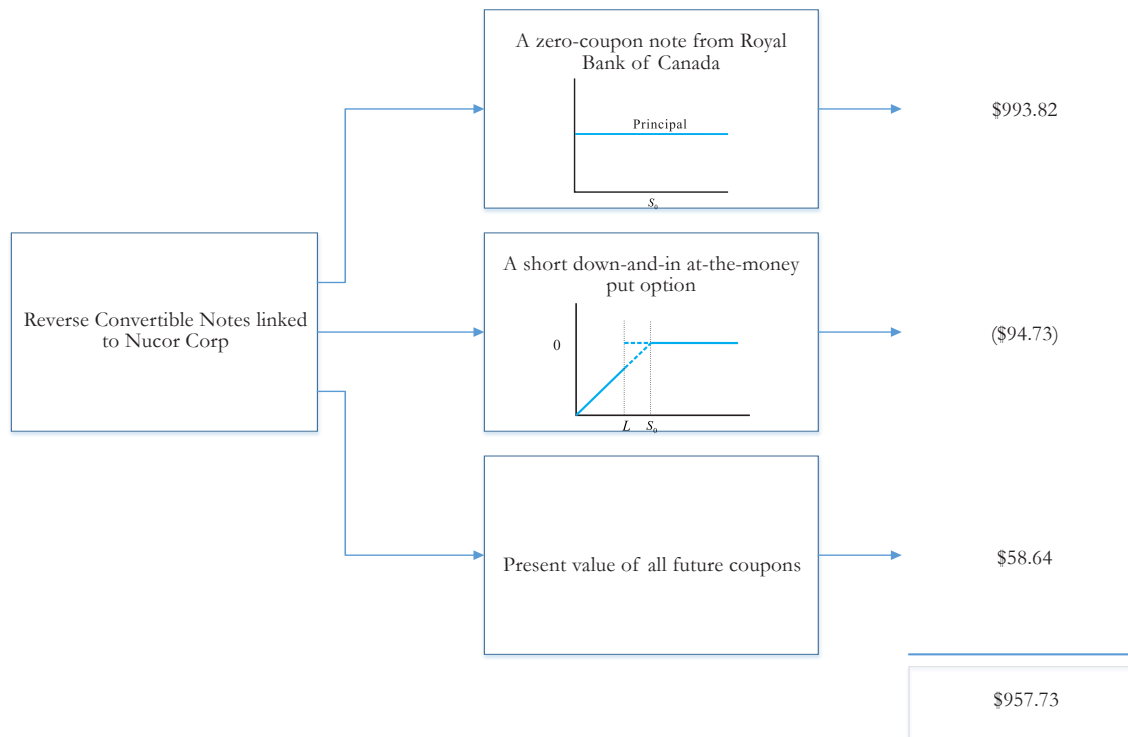 A zero-coupon note from Royal
Bank of Canada
Principal
S₀
$993.82
Reverse Convertible Notes linked
to Nucor Corp
A short down-and-in at-the-money
put option
0
L S₀
($94.73)
Present value of all future coupons
$58.64
$957.73